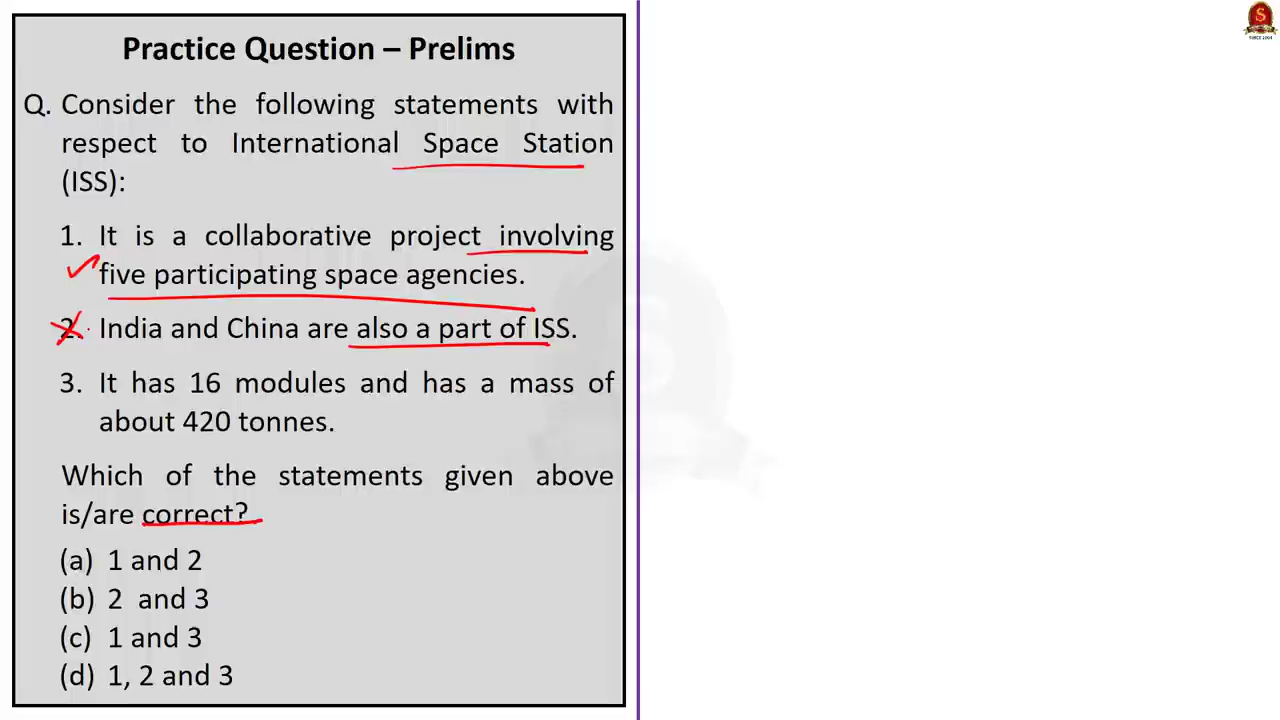 Practice Question – Prelims
Q. Consider the following statements with
respect to International Space Station
(ISS):
1. It is a collaborative project involving
five participating space agencies.
2. India and China are also a part of ISS.
3. It has 16 modules and has a mass of
about 420 tonnes.
Which of the statements given above
is/are correct?
(a) 1 and 2
(b) 2 and 3
(c) 1 and 3
(d) 1, 2 and 3
S
SINCE 2004